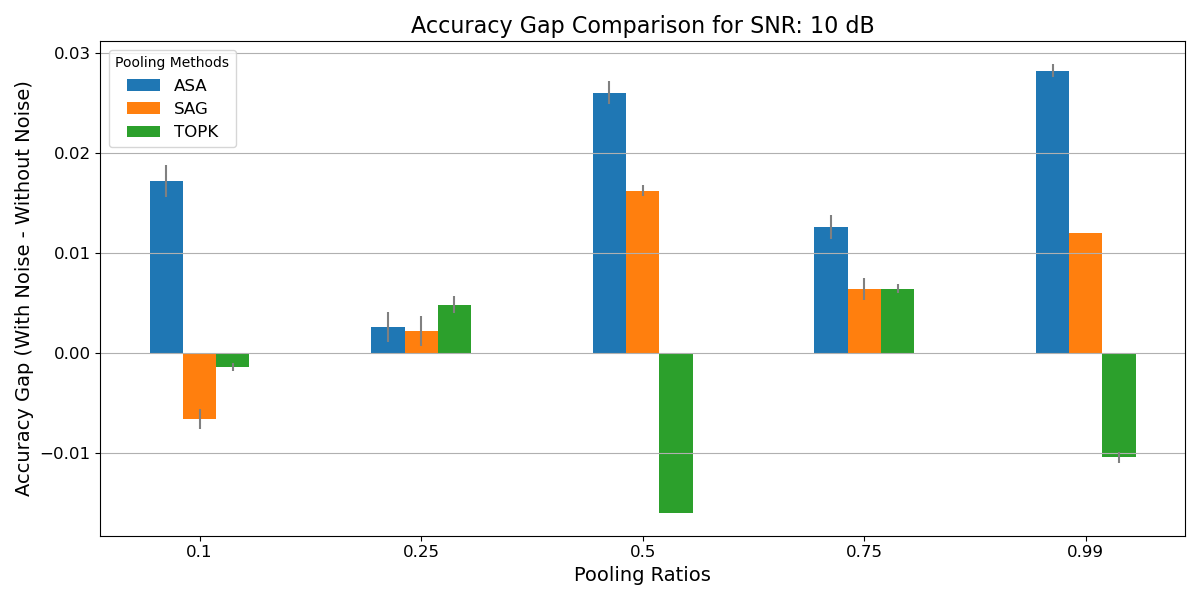 Accuracy Gap Comparison for SNR: 10 dB
Accuracy Gap (With Noise - Without Noise)
0.03
0.02
0.01
0.00
−0.01
Pooling Methods
ASA
SAG
TOPK
0.1 0.25 0.5 0.75 0.99
Pooling Ratios